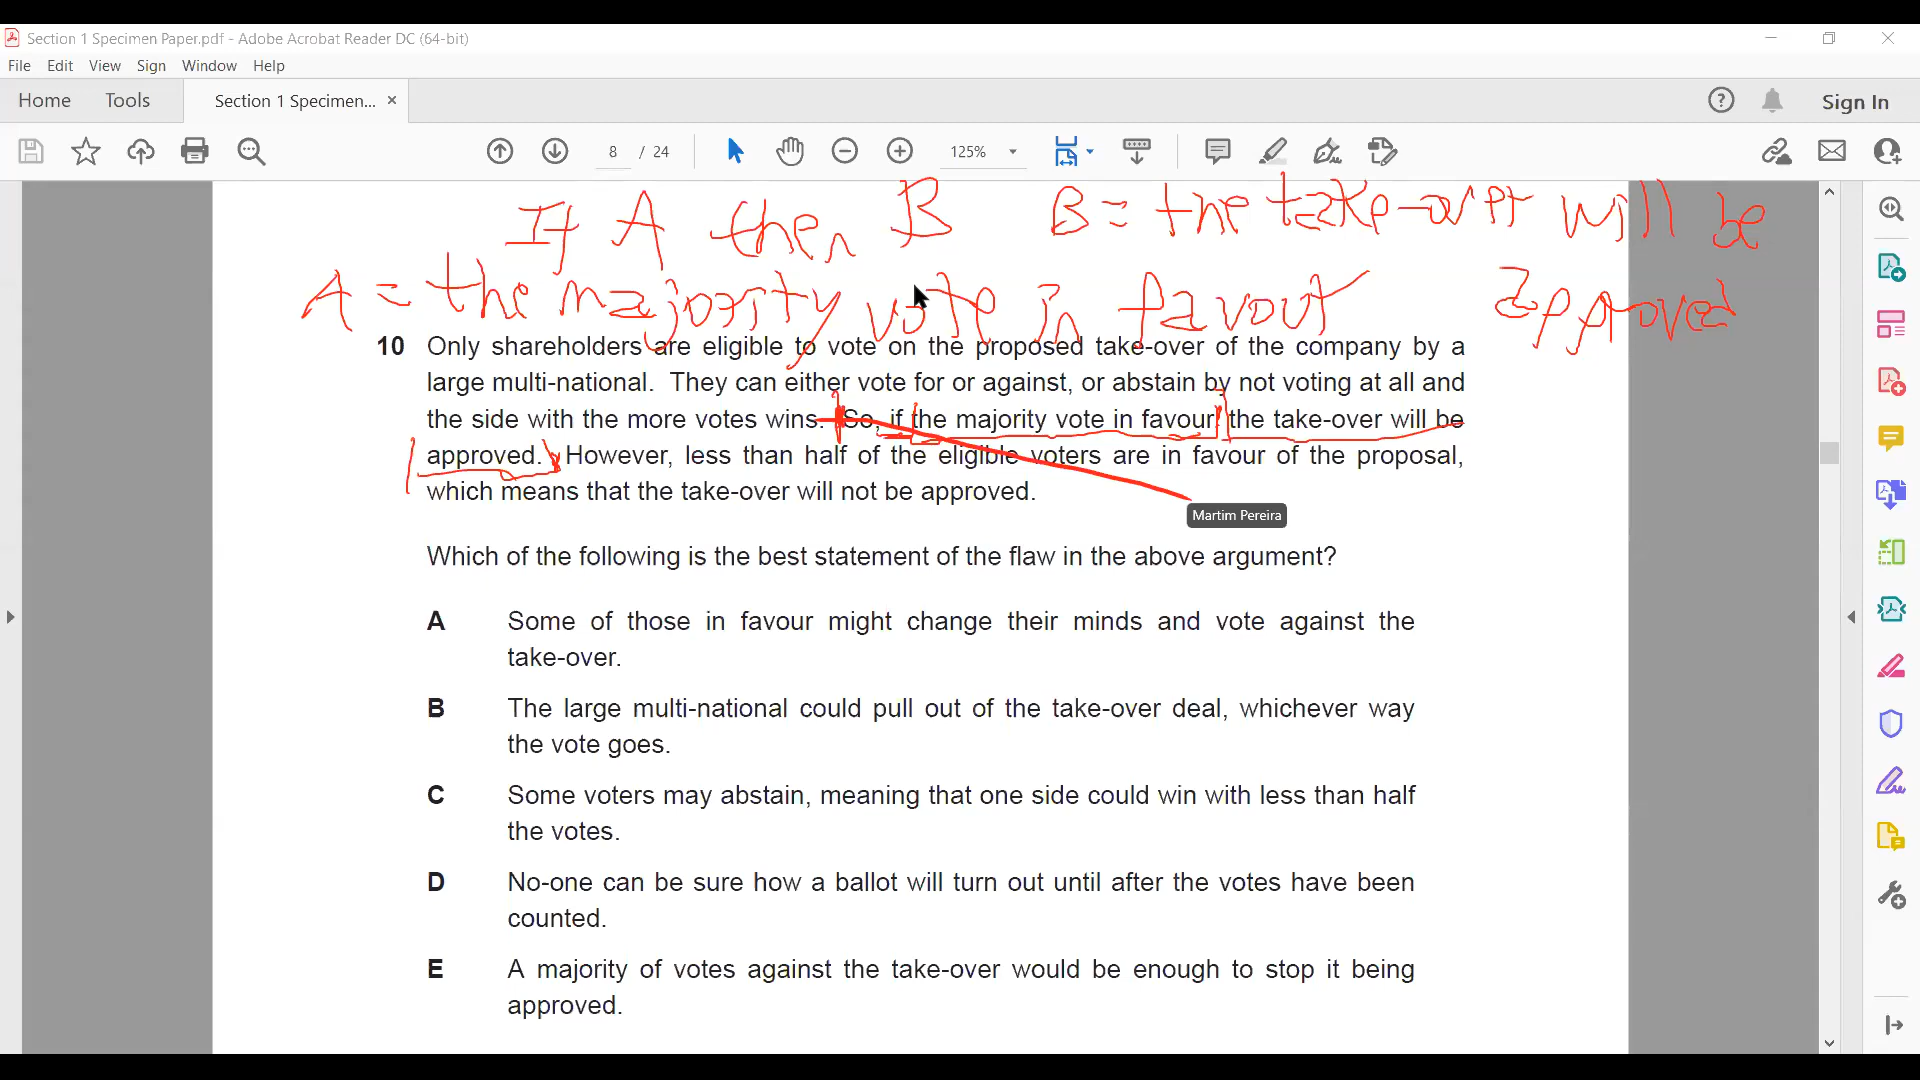 Section 1 Specimen Paper.pdf - Adobe Acrobat Reader DC (64-bit)
File Edit View Sign Window Help
Home Tools Section 1 Specimen... × Sign In
8 / 24 125%
If A then B B = the take-over will be
A = the majority vote in favour approved
10 Only shareholders are eligible to vote on the proposed take-over of the company by a
large multi-national. They can either vote for or against, or abstain by not voting at all and
the side with the more votes wins. So, if the majority vote in favour, the take-over will be
approved. However, less than half of the eligible voters are in favour of the proposal,
which means that the take-over will not be approved.
Martim Pereira
Which of the following is the best statement of the flaw in the above argument?
A Some of those in favour might change their minds and vote against the
take-over.
B The large multi-national could pull out of the take-over deal, whichever way
the vote goes.
C Some voters may abstain, meaning that one side could win with less than half
the votes.
D No-one can be sure how a ballot will turn out until after the votes have been
counted.
E A majority of votes against the take-over would be enough to stop it being
approved.